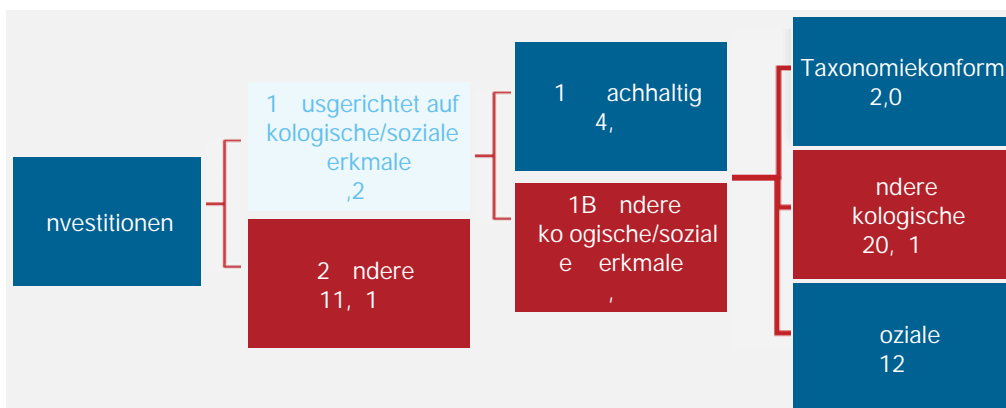 nvestitionen
1 usgerichtet auf
kologische/soziale
erkmale
,2
2 ndere
11, 1
1 achhaltig
4,
1B ndere
ko ogische/sozial
e erkmale
,
Taxonomiekonform
2,0
ndere
kologische
20, 1
oziale
12